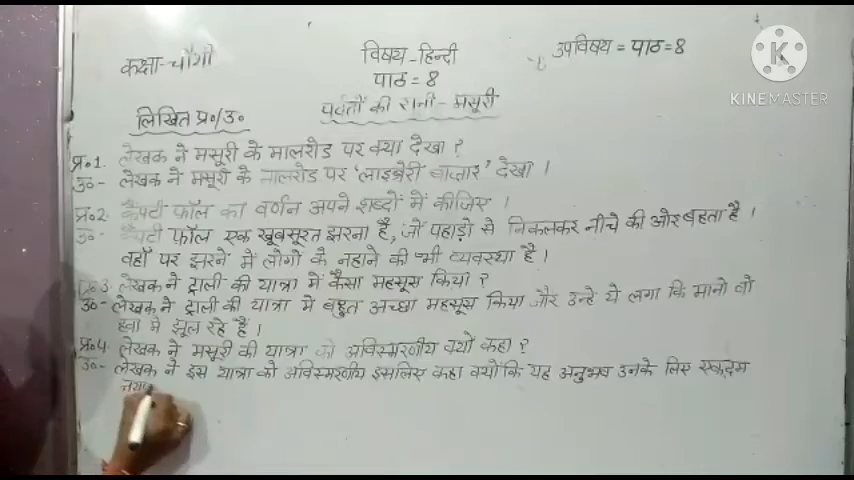 कक्षा-चौथी
विषय-हिन्दी
उपविषय = पाठ=8
पाठ=8
K
KINEMASTER
लिखित प्र०/उ०
पर्वतों की रानी - मसूरी
प्र०1. लेखक ने मसूरी के मालरोड पर क्या देखा ?
उ०- लेखक ने मसूरी के मालरोड पर 'लाइब्रेरी बाज़ार' देखा ।
प्र०2. कैंपटी फॉल का वर्णन अपने शब्दों में कीजिए ।
उ०- कैंपटी फॉल एक खूबसूरत झरना है, जो पहाड़ो से निकलकर नीचे की ओर बहता है ।
वहाँ पर झरने में लोगों के नहाने की भी व्यवस्था है ।
प्र०3. लेखक ने ट्राली की यात्रा में कैसा महसूस किया ?
उ०- लेखक ने ट्राली की यात्रा मे बहुत अच्छा महसूस किया और उन्हे ये लगा कि मानो वो
हवा मे झूल रहे हैं ।
प्र०4. लेखक ने मसूरी की यात्रा को अविस्मरणीय क्यों कहा ?
उ०- लेखक ने इस यात्रा को अविस्मरणीय इसलिए कहा क्यों कि यह अनुभव उनके लिए एकदम